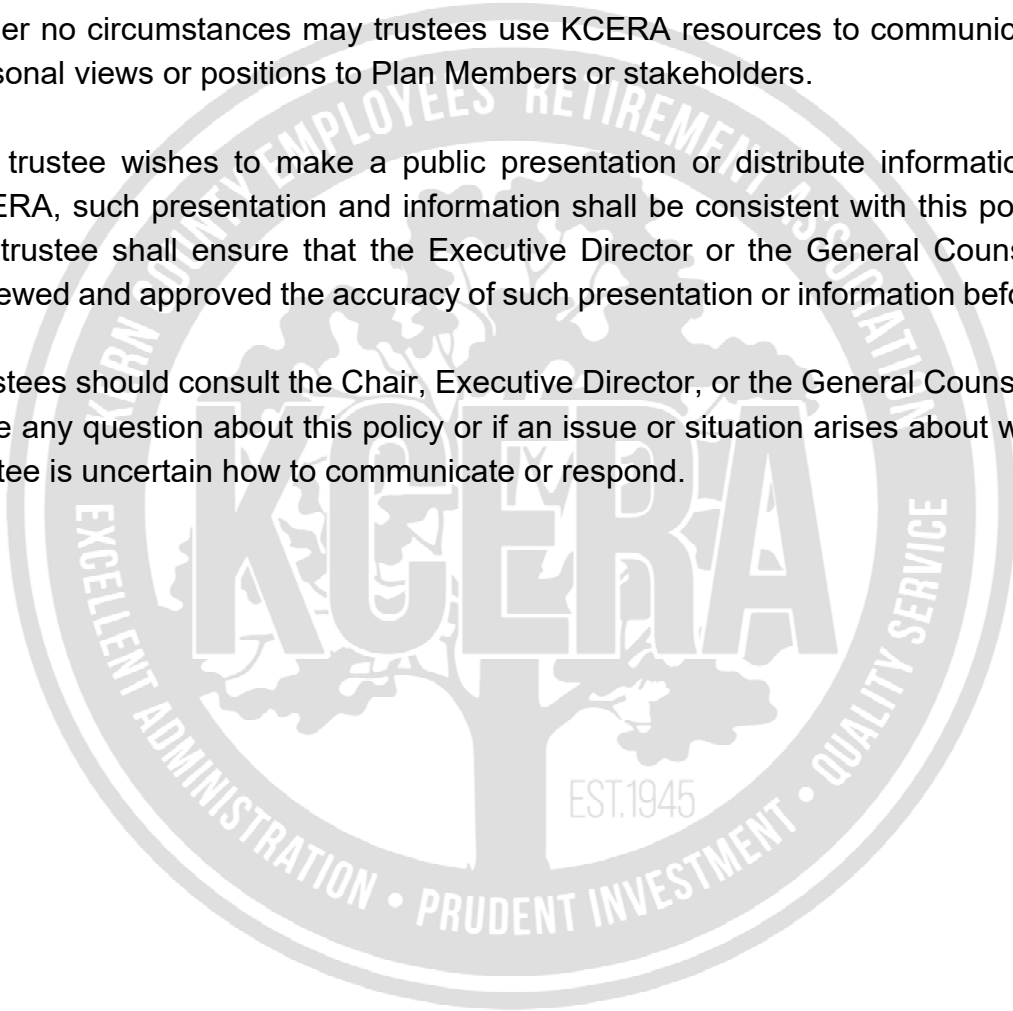 er no circumstances may trustees use KCERA resources to communic
sonal views or positions to Plan Members or stakeholders.
trustee wishes to make a public presentation or distribute informatio
ERA, such presentation and information shall be consistent with this po
trustee shall ensure that the Executive Director or the General Couns
ewed and approved the accuracy of such presentation or information befo
stees should consult the Chair, Executive Director, or the General Couns
e any question about this policy or if an issue or situation arises about w
tee is uncertain how to communicate or respond.
KERN COUNTY EMPLOYEES RETIREMENT ASSOCIATION
KCERA
EST.1945
EXCELLENT ADMINISTRATION • PRUDENT INVESTMENT • QUALITY SERVICE